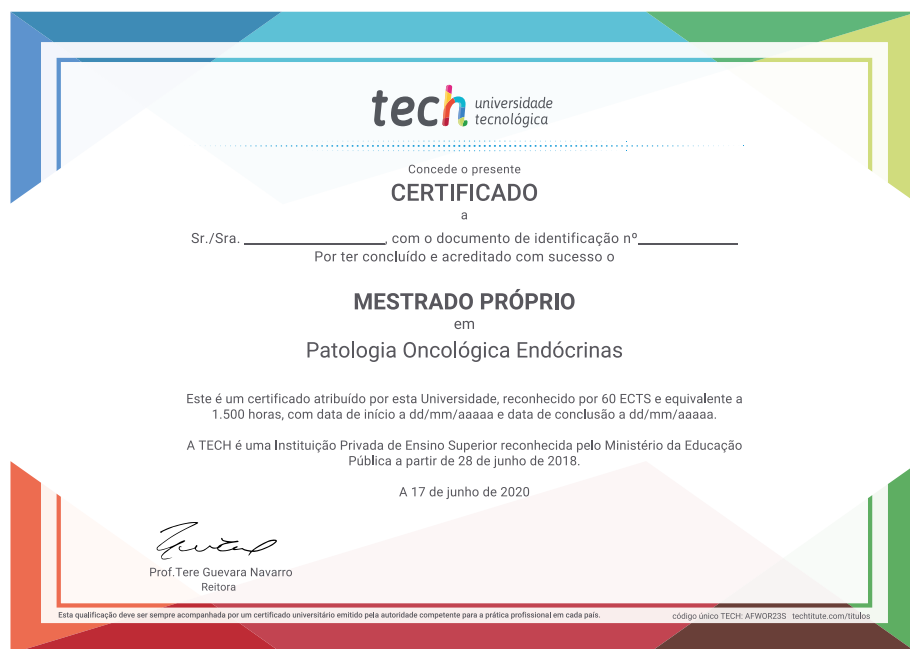 tech universidade
tecnológica
Concede o presente
CERTIFICADO
a
Sr./Sra. ________________, com o documento de identificação nº____________
Por ter concluído e acreditado com sucesso o
MESTRADO PRÓPRIO
em
Patologia Oncológica Endócrinas
Este é um certificado atribuído por esta Universidade, reconhecido por 60 ECTS e equivalente a
1.500 horas, com data de início a dd/mm/aaaaa e data de conclusão a dd/mm/aaaaa.
A TECH é uma Instituição Privada de Ensino Superior reconhecida pelo Ministério da Educação
Pública a partir de 28 de junho de 2018.
A 17 de junho de 2020
Prof.Tere Guevara Navarro
Reitora
Esta qualificação deve ser sempre acompanhada por um certificado universitário emitido pela autoridade competente para a prática profissional em cada país.
código único TECH: AFWOR23S techtitute.com/titulos